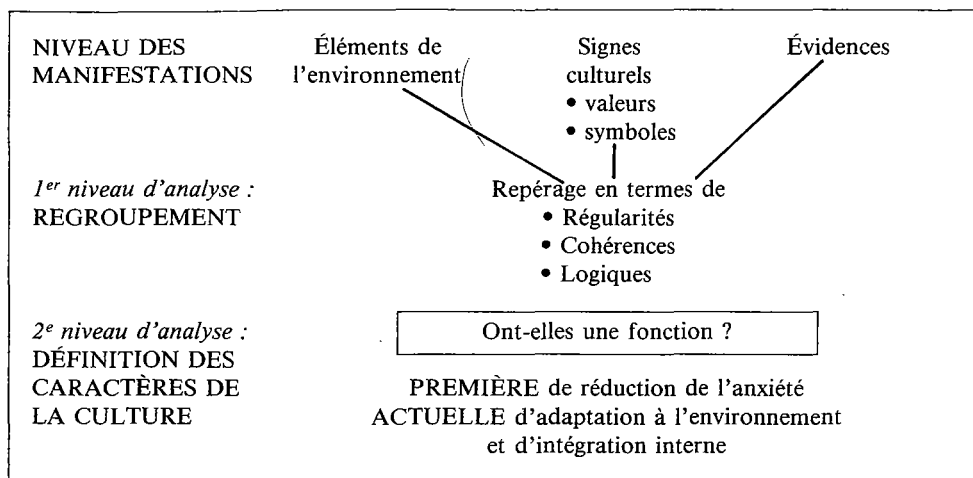 NIVEAU DES
MANIFESTATIONS
Éléments de
l'environnement
Signes
culturels
• valeurs
• symboles
Évidences
1er niveau d'analyse :
REGROUPEMENT
Repérage en termes de
• Régularités
• Cohérences
• Logiques
2e niveau d'analyse :
DÉFINITION DES
CARACTÈRES DE
LA CULTURE
Ont-elles une fonction ?
PREMIÈRE de réduction de l'anxiété
ACTUELLE d'adaptation à l'environnement
et d'intégration interne